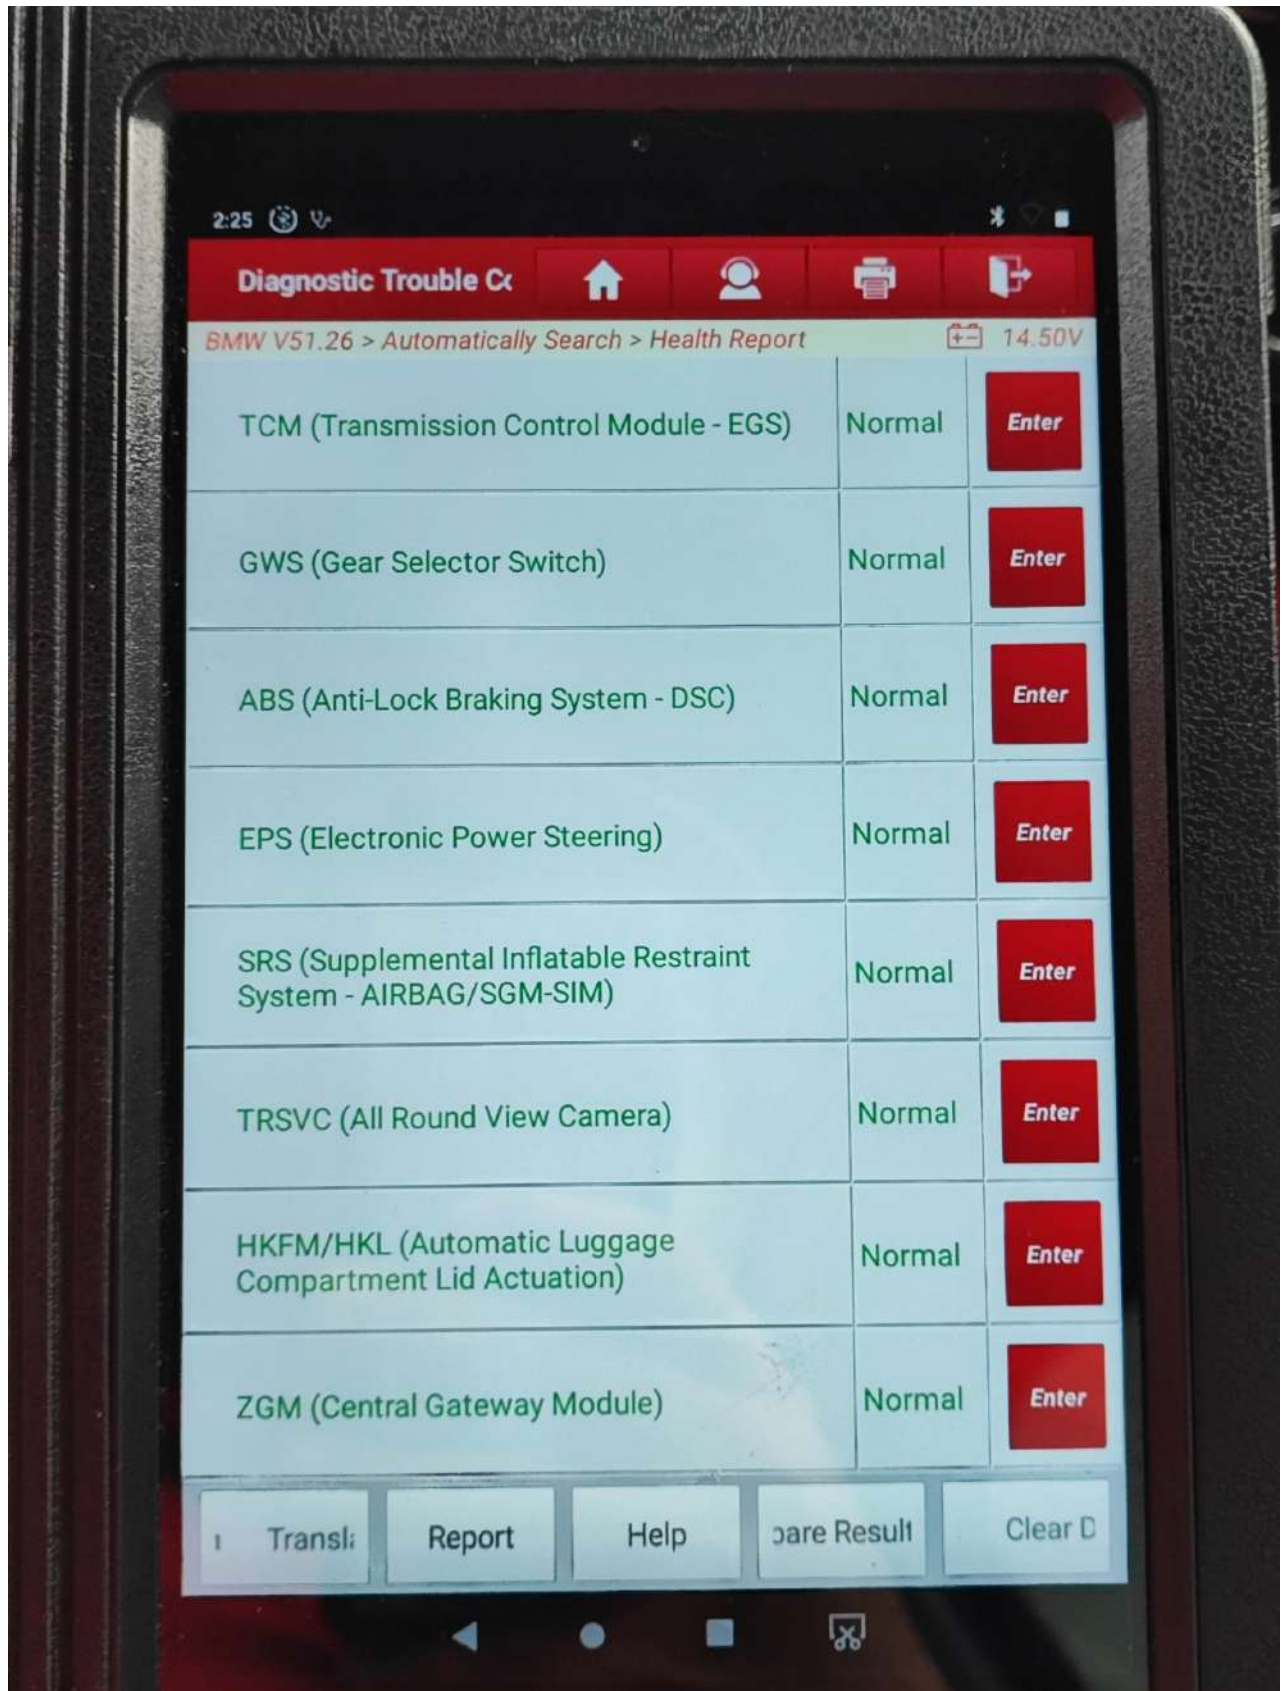 2:25
Diagnostic Trouble Cc
BMW V51.26 > Automatically Search > Health Report 14.50V
TCM (Transmission Control Module - EGS) Normal Enter
GWS (Gear Selector Switch) Normal Enter
ABS (Anti-Lock Braking System - DSC) Normal Enter
EPS (Electronic Power Steering) Normal Enter
SRS (Supplemental Inflatable Restraint
System - AIRBAG/SGM-SIM) Normal Enter
TRSVC (All Round View Camera) Normal Enter
HKFM/HKL (Automatic Luggage
Compartment Lid Actuation) Normal Enter
ZGM (Central Gateway Module) Normal Enter
Transl Report Help pare Result Clear D